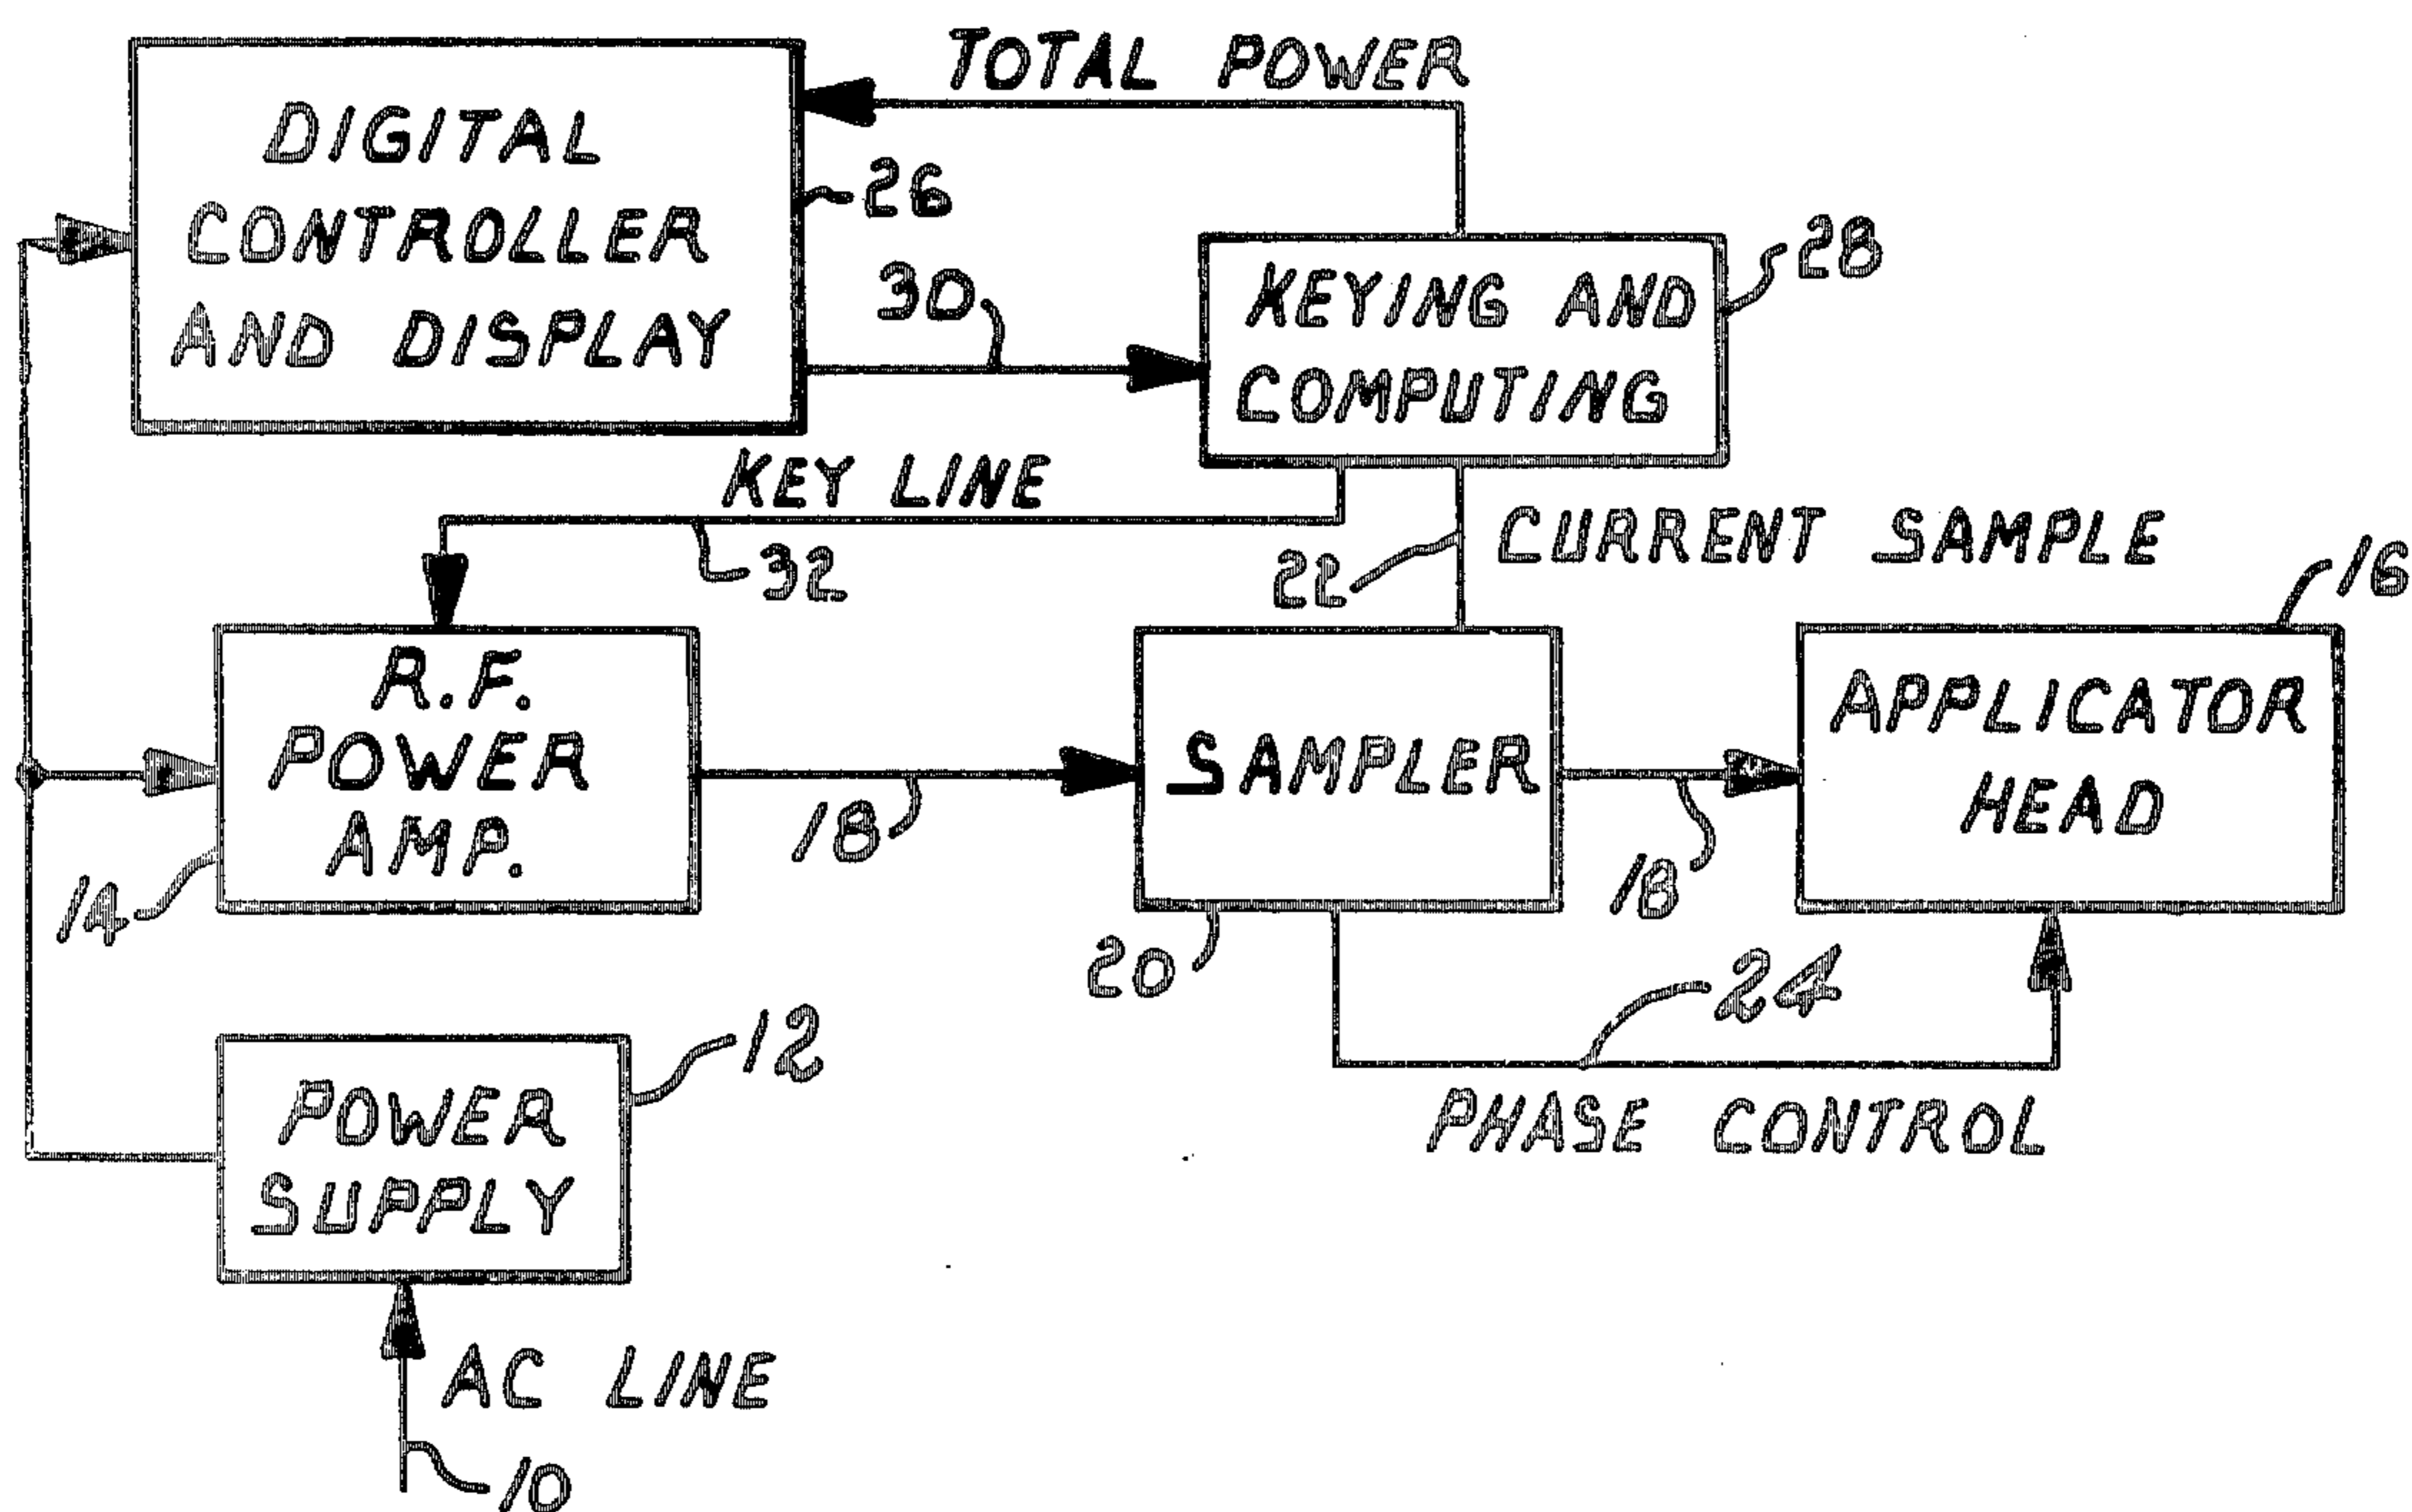 TOTAL POWER
DIGITAL
CONTROLLER
AND DISPLAY
26
28
30
KEYING AND
COMPUTING
KEY LINE
32
22
CURRENT SAMPLE
16
R.F.
POWER
AMP.
14
18
SAMPLER
20
18
APPLICATOR
HEAD
24
PHASE CONTROL
12
POWER
SUPPLY
AC LINE
10